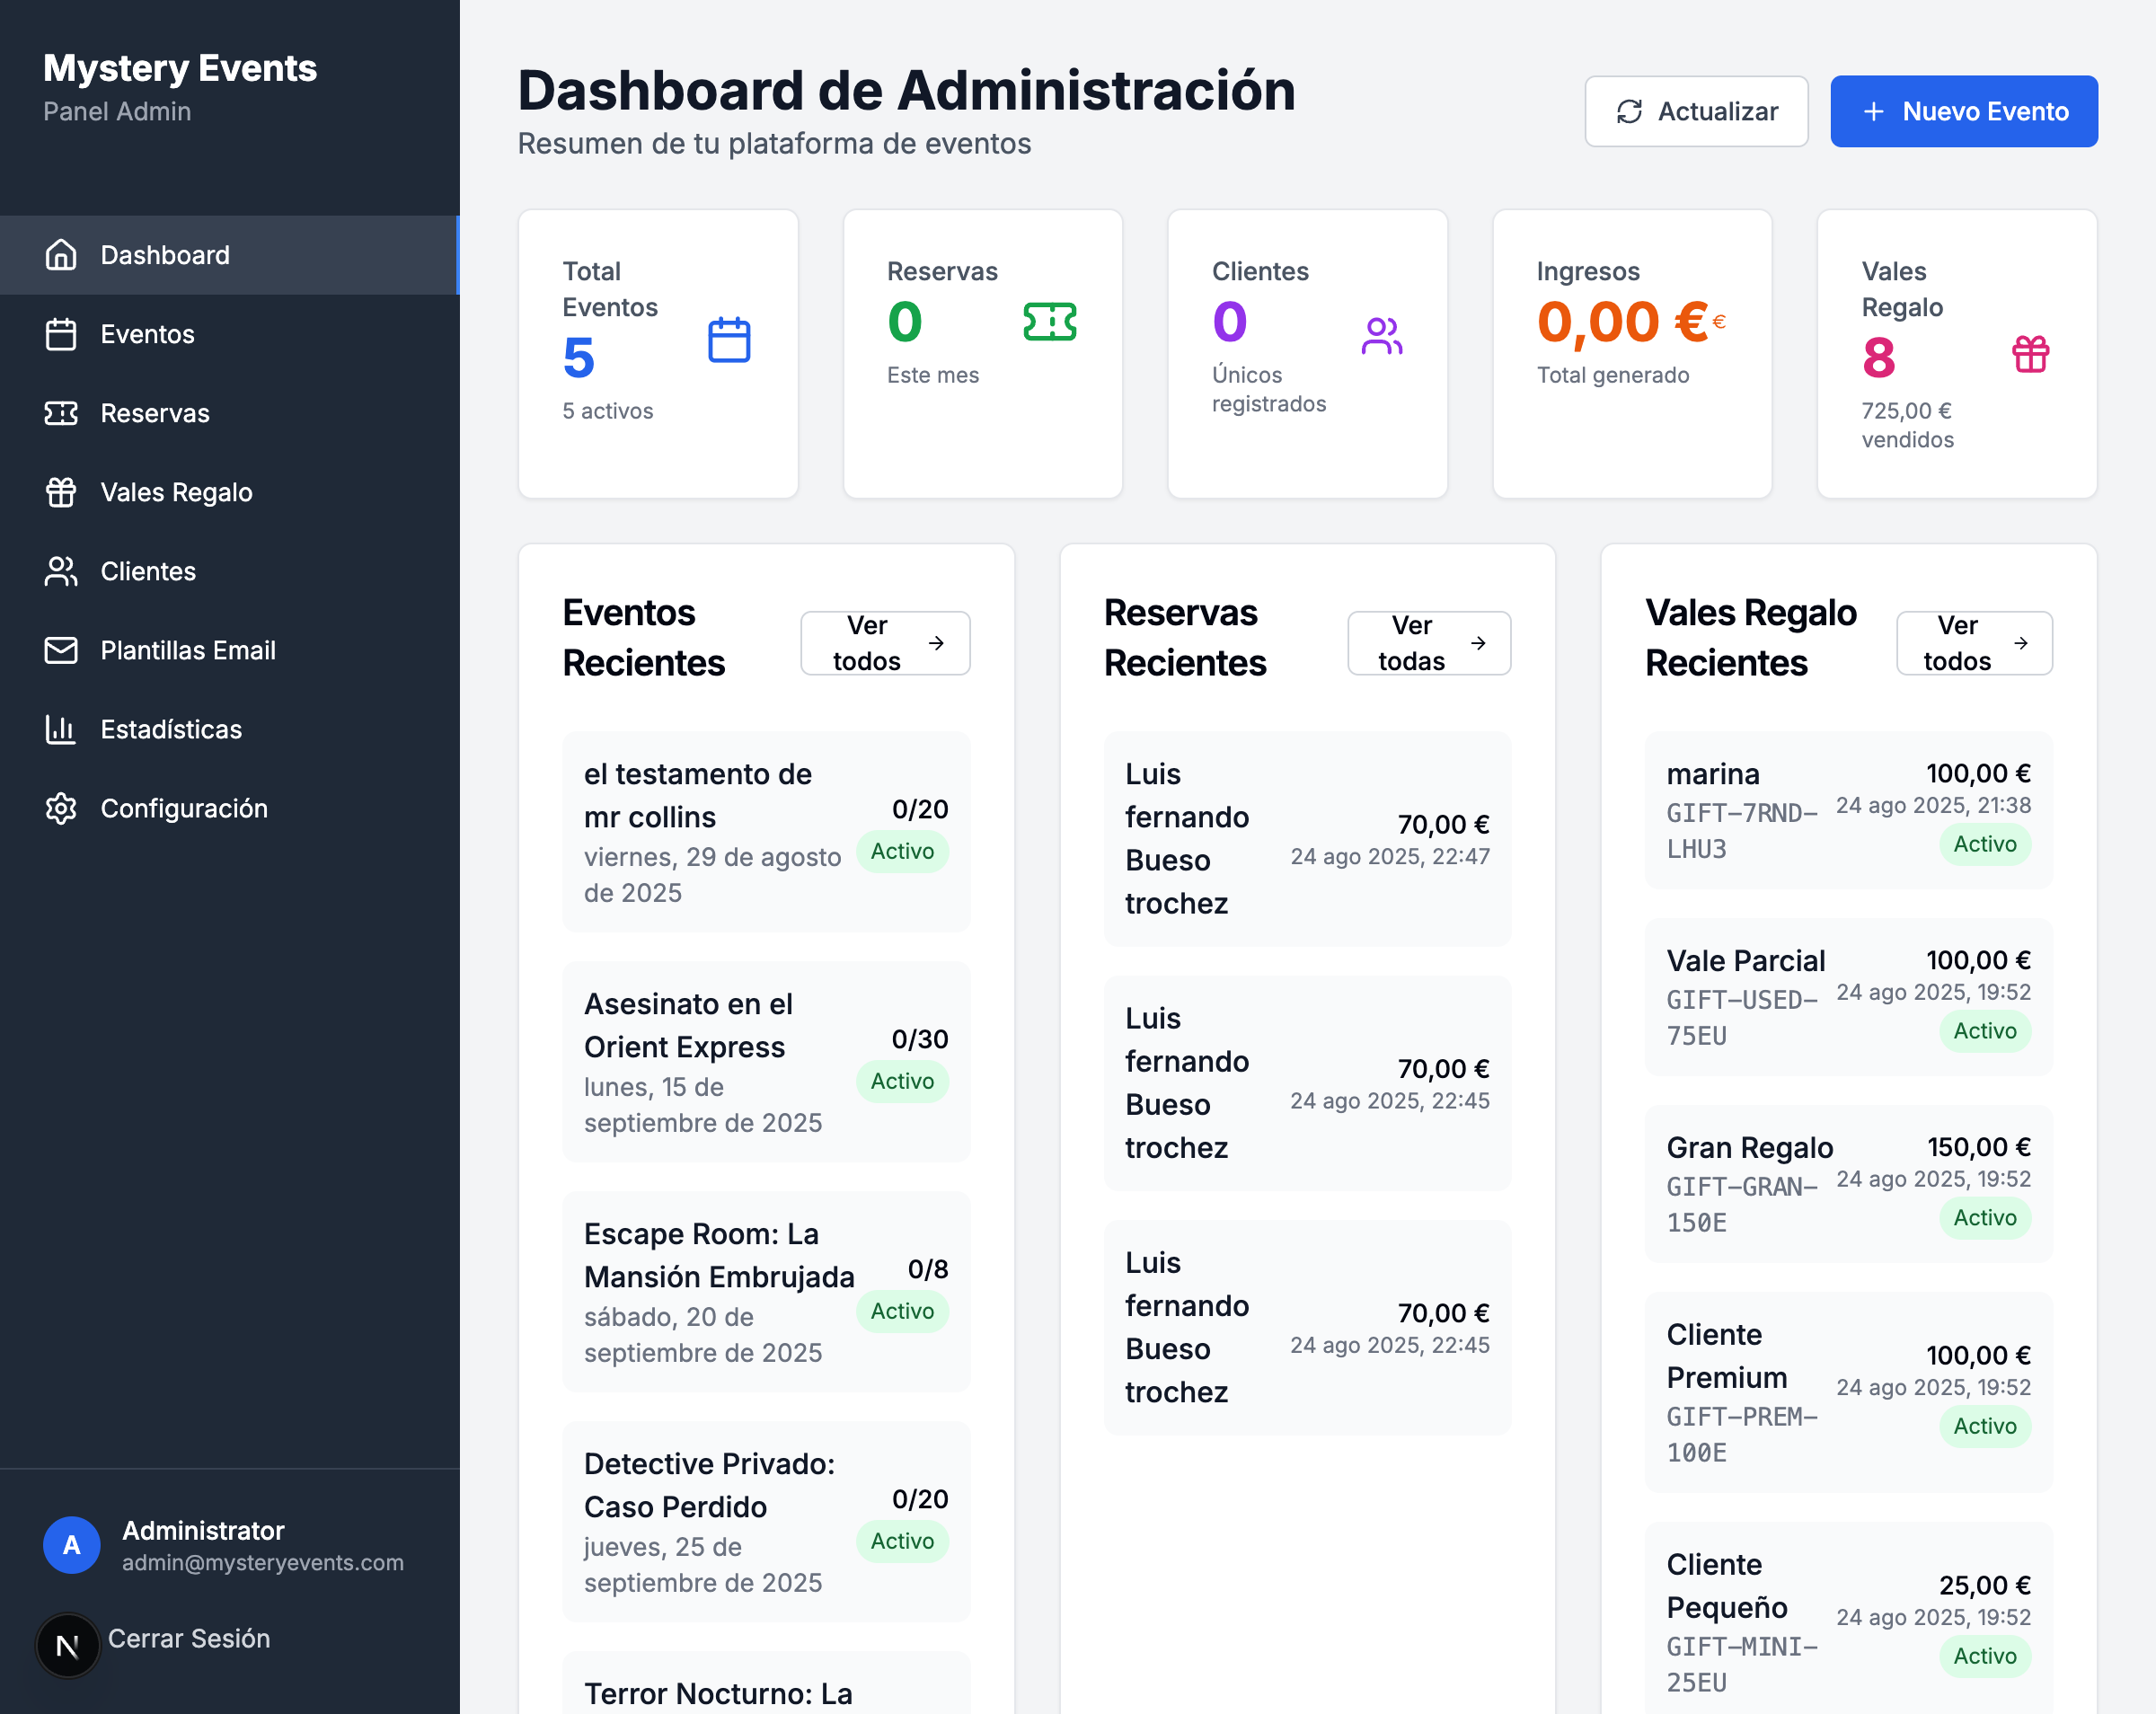 Mystery Events
Panel Admin
Dashboard
Eventos
Reservas
Vales Regalo
Clientes
Plantillas Email
Estadísticas
Configuración
A
Administrator
admin@mysteryevents.com
N
Cerrar Sesión
Dashboard de Administración
Resumen de tu plataforma de eventos
Actualizar
Nuevo Evento
Total
Eventos
5
5 activos
Reservas
0
Este mes
Clientes
0
Únicos
registrados
Ingresos
0,00 € €
Total generado
Vales
Regalo
8
725,00 €
vendidos
Eventos
Recientes
Ver
todos
el testamento de
mr collins
viernes, 29 de agosto
de 2025
0/20
Activo
Asesinato en el
Orient Express
lunes, 15 de
septiembre de 2025
0/30
Activo
Escape Room: La
Mansión Embrujada
sábado, 20 de
septiembre de 2025
0/8
Activo
Detective Privado:
Caso Perdido
jueves, 25 de
septiembre de 2025
0/20
Activo
Terror Nocturno: La
Reservas
Recientes
Ver
todas
Luis
fernando
Bueso
trochez
70,00 €
24 ago 2025, 22:47
Luis
fernando
Bueso
trochez
70,00 €
24 ago 2025, 22:45
Luis
fernando
Bueso
trochez
70,00 €
24 ago 2025, 22:45
Vales Regalo
Recientes
Ver
todos
marina
GIFT-7RND-
LHU3
100,00 €
24 ago 2025, 21:38
Activo
Vale Parcial
GIFT-USED-
75EU
100,00 €
24 ago 2025, 19:52
Activo
Gran Regalo
GIFT-GRAN-
150E
150,00 €
24 ago 2025, 19:52
Activo
Cliente
Premium
GIFT-PREM-
100E
100,00 €
24 ago 2025, 19:52
Activo
Cliente
Pequeño
GIFT-MINI-
25EU
25,00 €
24 ago 2025, 19:52
Activo